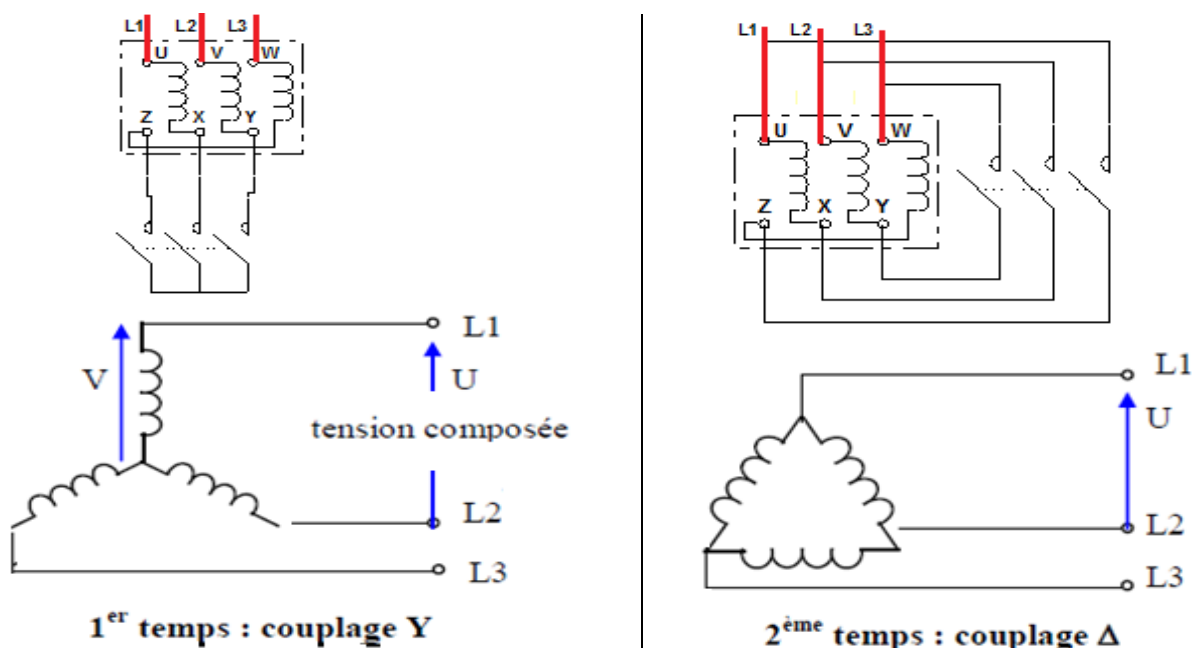 L1 L2 L3
U V W
Z X Y
L1
V U
tension composée
L2
L3
1er temps : couplage Y
L1 L2 L3
U V W
Z X Y
L1
U
L2
L3
2ème temps : couplage Δ